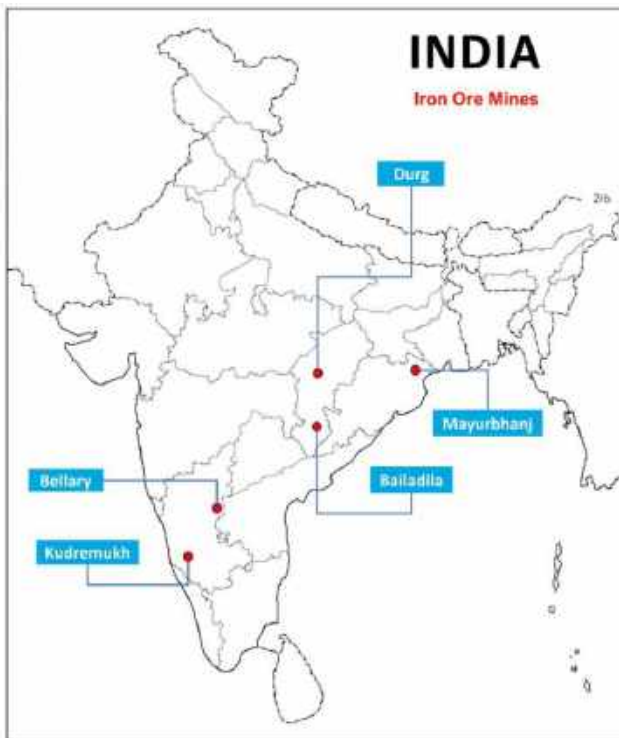 INDIA
Iron Ore Mines
Durg
Mayurbhanj
Bailadila
Bellary
Kudremukh